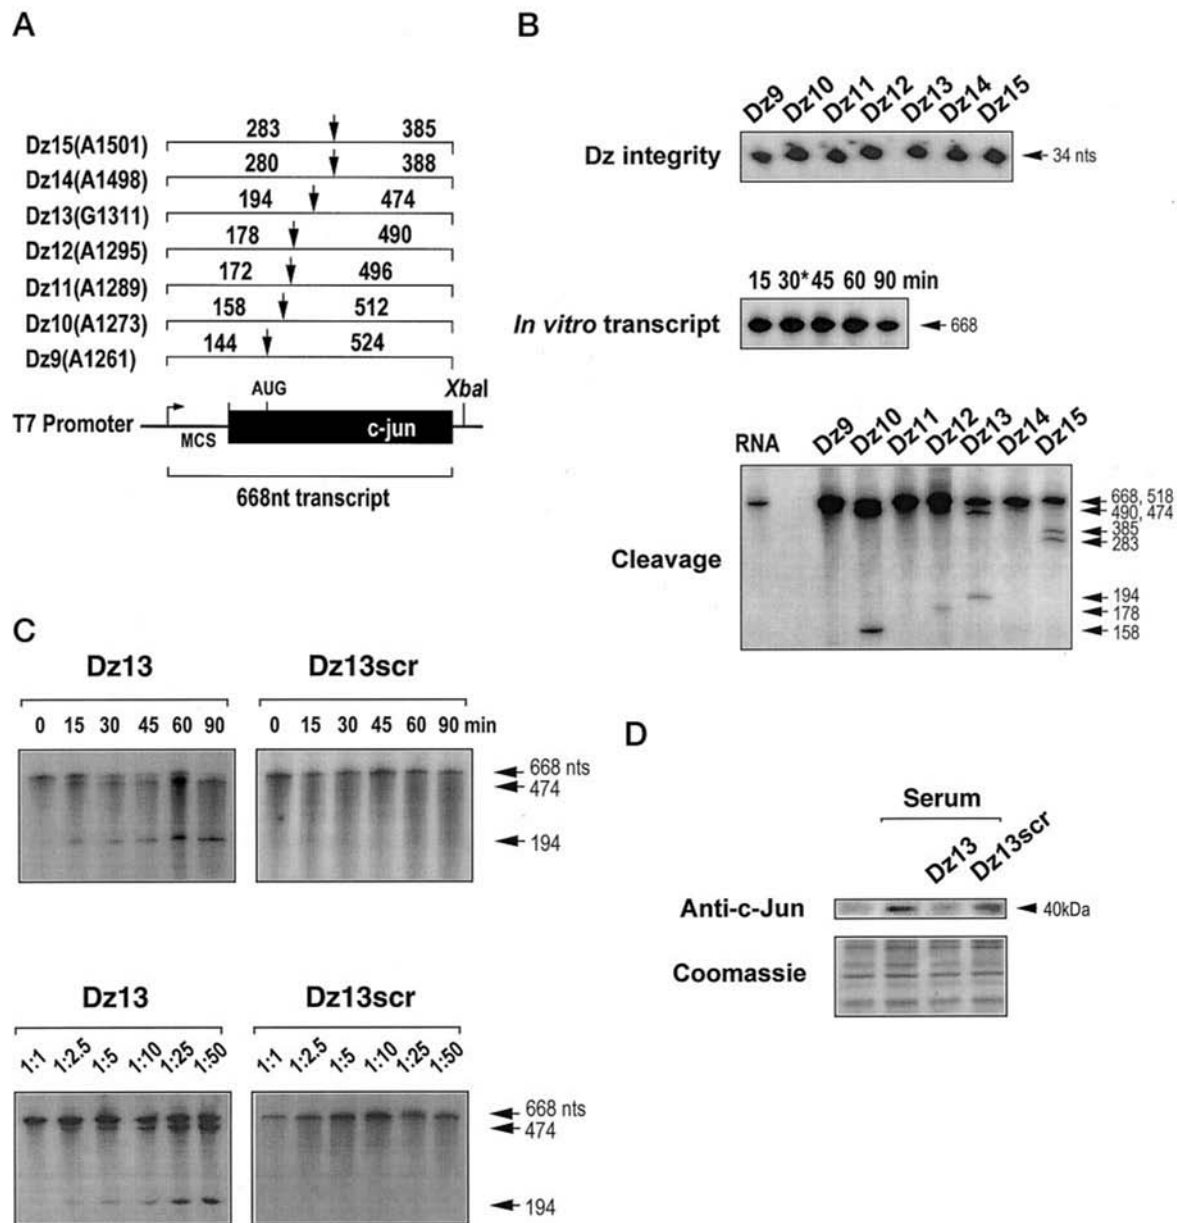 A
283 385
Dz15(A1501)
280 388
Dz14(A1498)
194 474
Dz13(G1311)
178 490
Dz12(A1295)
172 496
Dz11(A1289)
158 512
Dz10(A1273)
144 524
Dz9(A1261)
AUG XbaI
T7 Promoter MCS c-jun
668nt transcript
B
Dz9 Dz10 Dz11 Dz12 Dz13 Dz14 Dz15
Dz integrity 34 nts
15 30* 45 60 90 min
In vitro transcript 668
RNA Dz9 Dz10 Dz11 Dz12 Dz13 Dz14 Dz15
Cleavage
668, 518
490, 474
385
283
194
178
158
C
Dz13 Dz13scr
0 15 30 45 60 90 0 15 30 45 60 90 min
668 nts
474
194
Dz13 Dz13scr
1:1 1:2.5 1:5 1:10 1:25 1:50 1:1 1:2.5 1:5 1:10 1:25 1:50
668 nts
474
194
D
Serum
Dz13 Dz13scr
Anti-c-Jun 40kDa
Coomassie